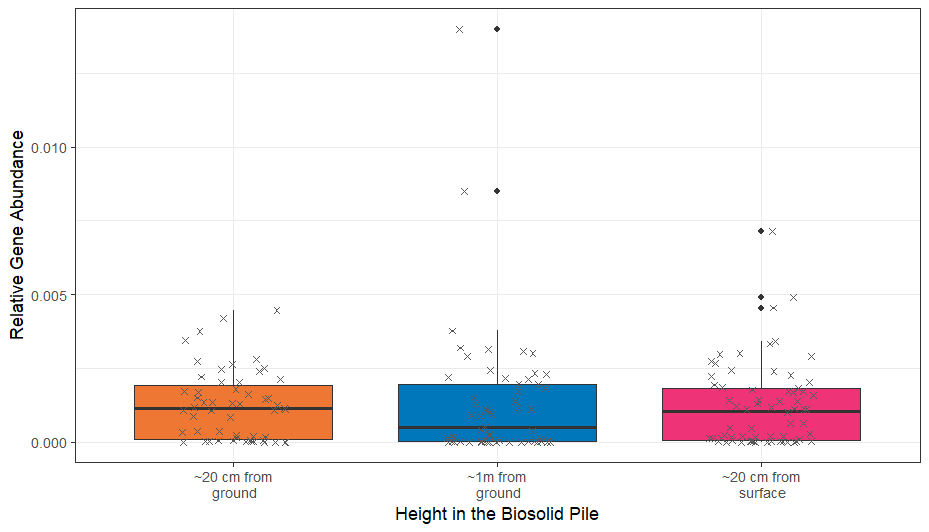 Relative Gene Abundance
0.010
0.005
0.000
~20 cm from
ground
~1m from
ground
~20 cm from
surface
Height in the Biosolid Pile